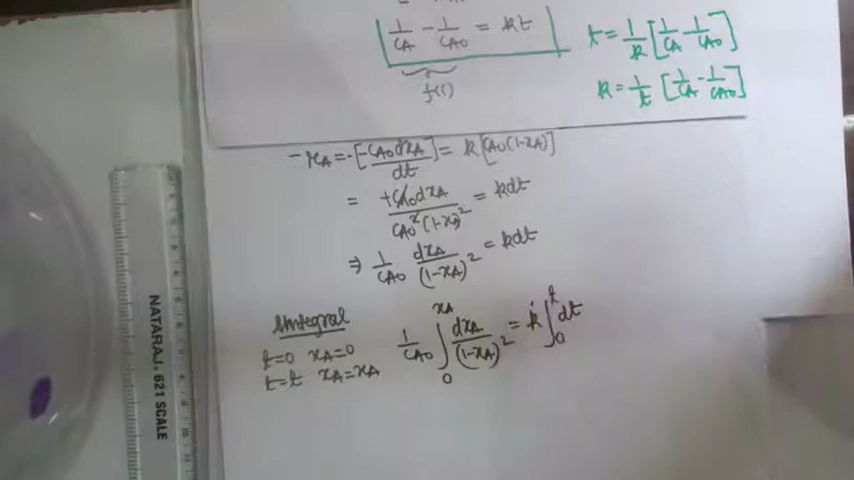 1/CA - 1/CA0 = kt
f(C)
t = 1/k [1/CA - 1/CA0]
k = 1/t [1/CA - 1/CA0]
-rA = -[-CA0 dxA/dt] = k[CA0(1-xA)]
= +CA0 dxA / CA0² (1-xA)² = kdt
⇒ 1/CA0 dxA/(1-xA)² = kdt
Integral
t=0 xA=0
t=t xA=xA
1/CA0 ∫₀^xA dxA/(1-xA)² = k ∫₀^t dt
NATARAJ 621 SCALE